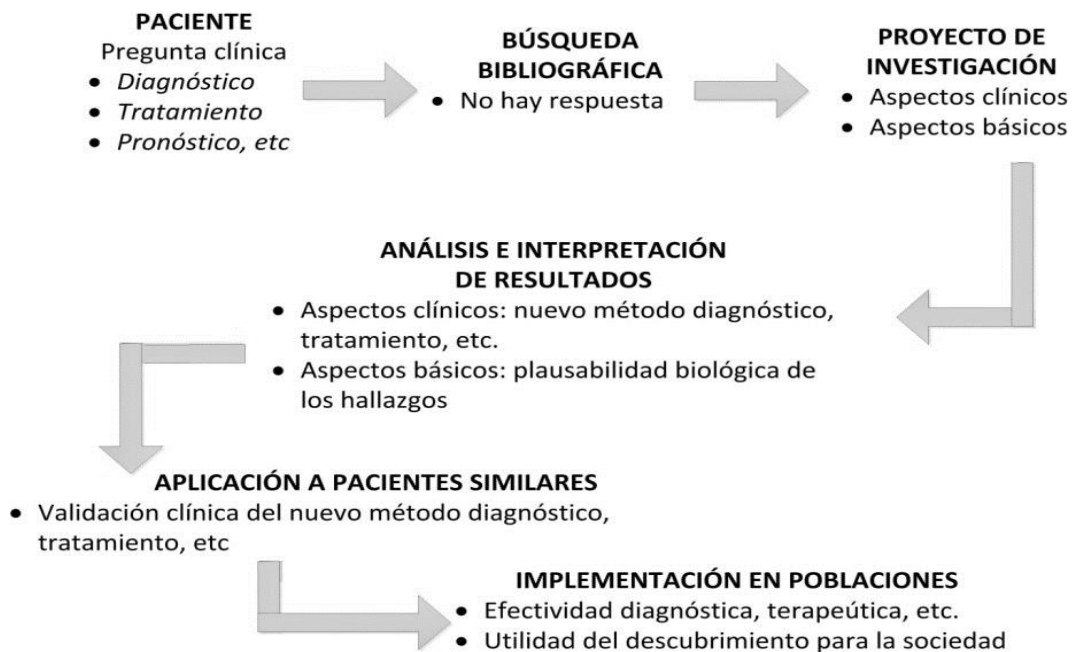 PACIENTE
Pregunta clínica
• Diagnóstico
• Tratamiento
• Pronóstico, etc
BÚSQUEDA
BIBLIOGRÁFICA
• No hay respuesta
PROYECTO DE
INVESTIGACIÓN
• Aspectos clínicos
• Aspectos básicos
ANÁLISIS E INTERPRETACIÓN
DE RESULTADOS
• Aspectos clínicos: nuevo método diagnóstico,
tratamiento, etc.
• Aspectos básicos: plausabilidad biológica de
los hallazgos
APLICACIÓN A PACIENTES SIMILARES
• Validación clínica del nuevo método diagnóstico,
tratamiento, etc
IMPLEMENTACIÓN EN POBLACIONES
• Efectividad diagnóstica, terapeútica, etc.
• Utilidad del descubrimiento para la sociedad